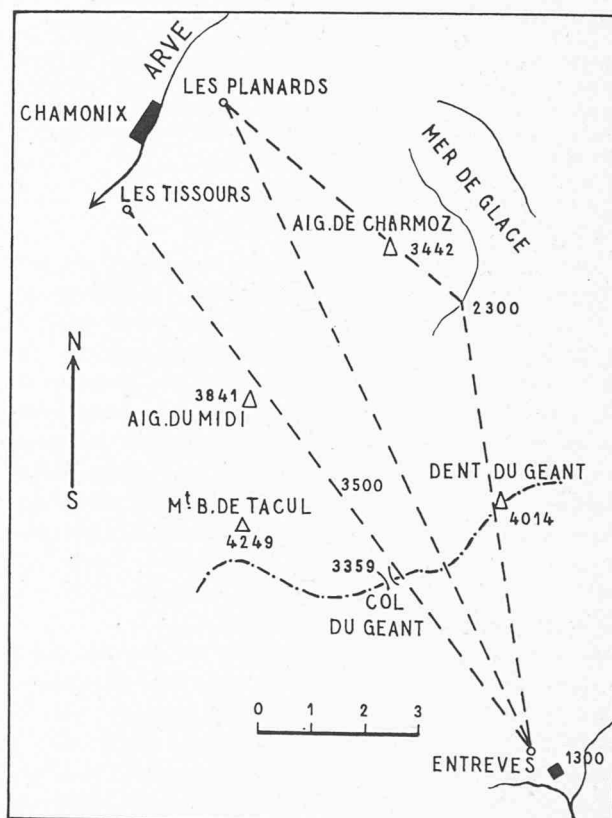 ARVE
LES PLANARDS
CHAMONIX
MER DE GLACE
LES TISSOURS
AIG. DE CHARMOZ
3442
2300
N
S
3841
AIG. DU MIDI
3500
DENT DU GEANT
4014
Mt. B. DE TACUL
4249
3359
COL
DU GEANT
0 1 2 3
ENTREVES
1300